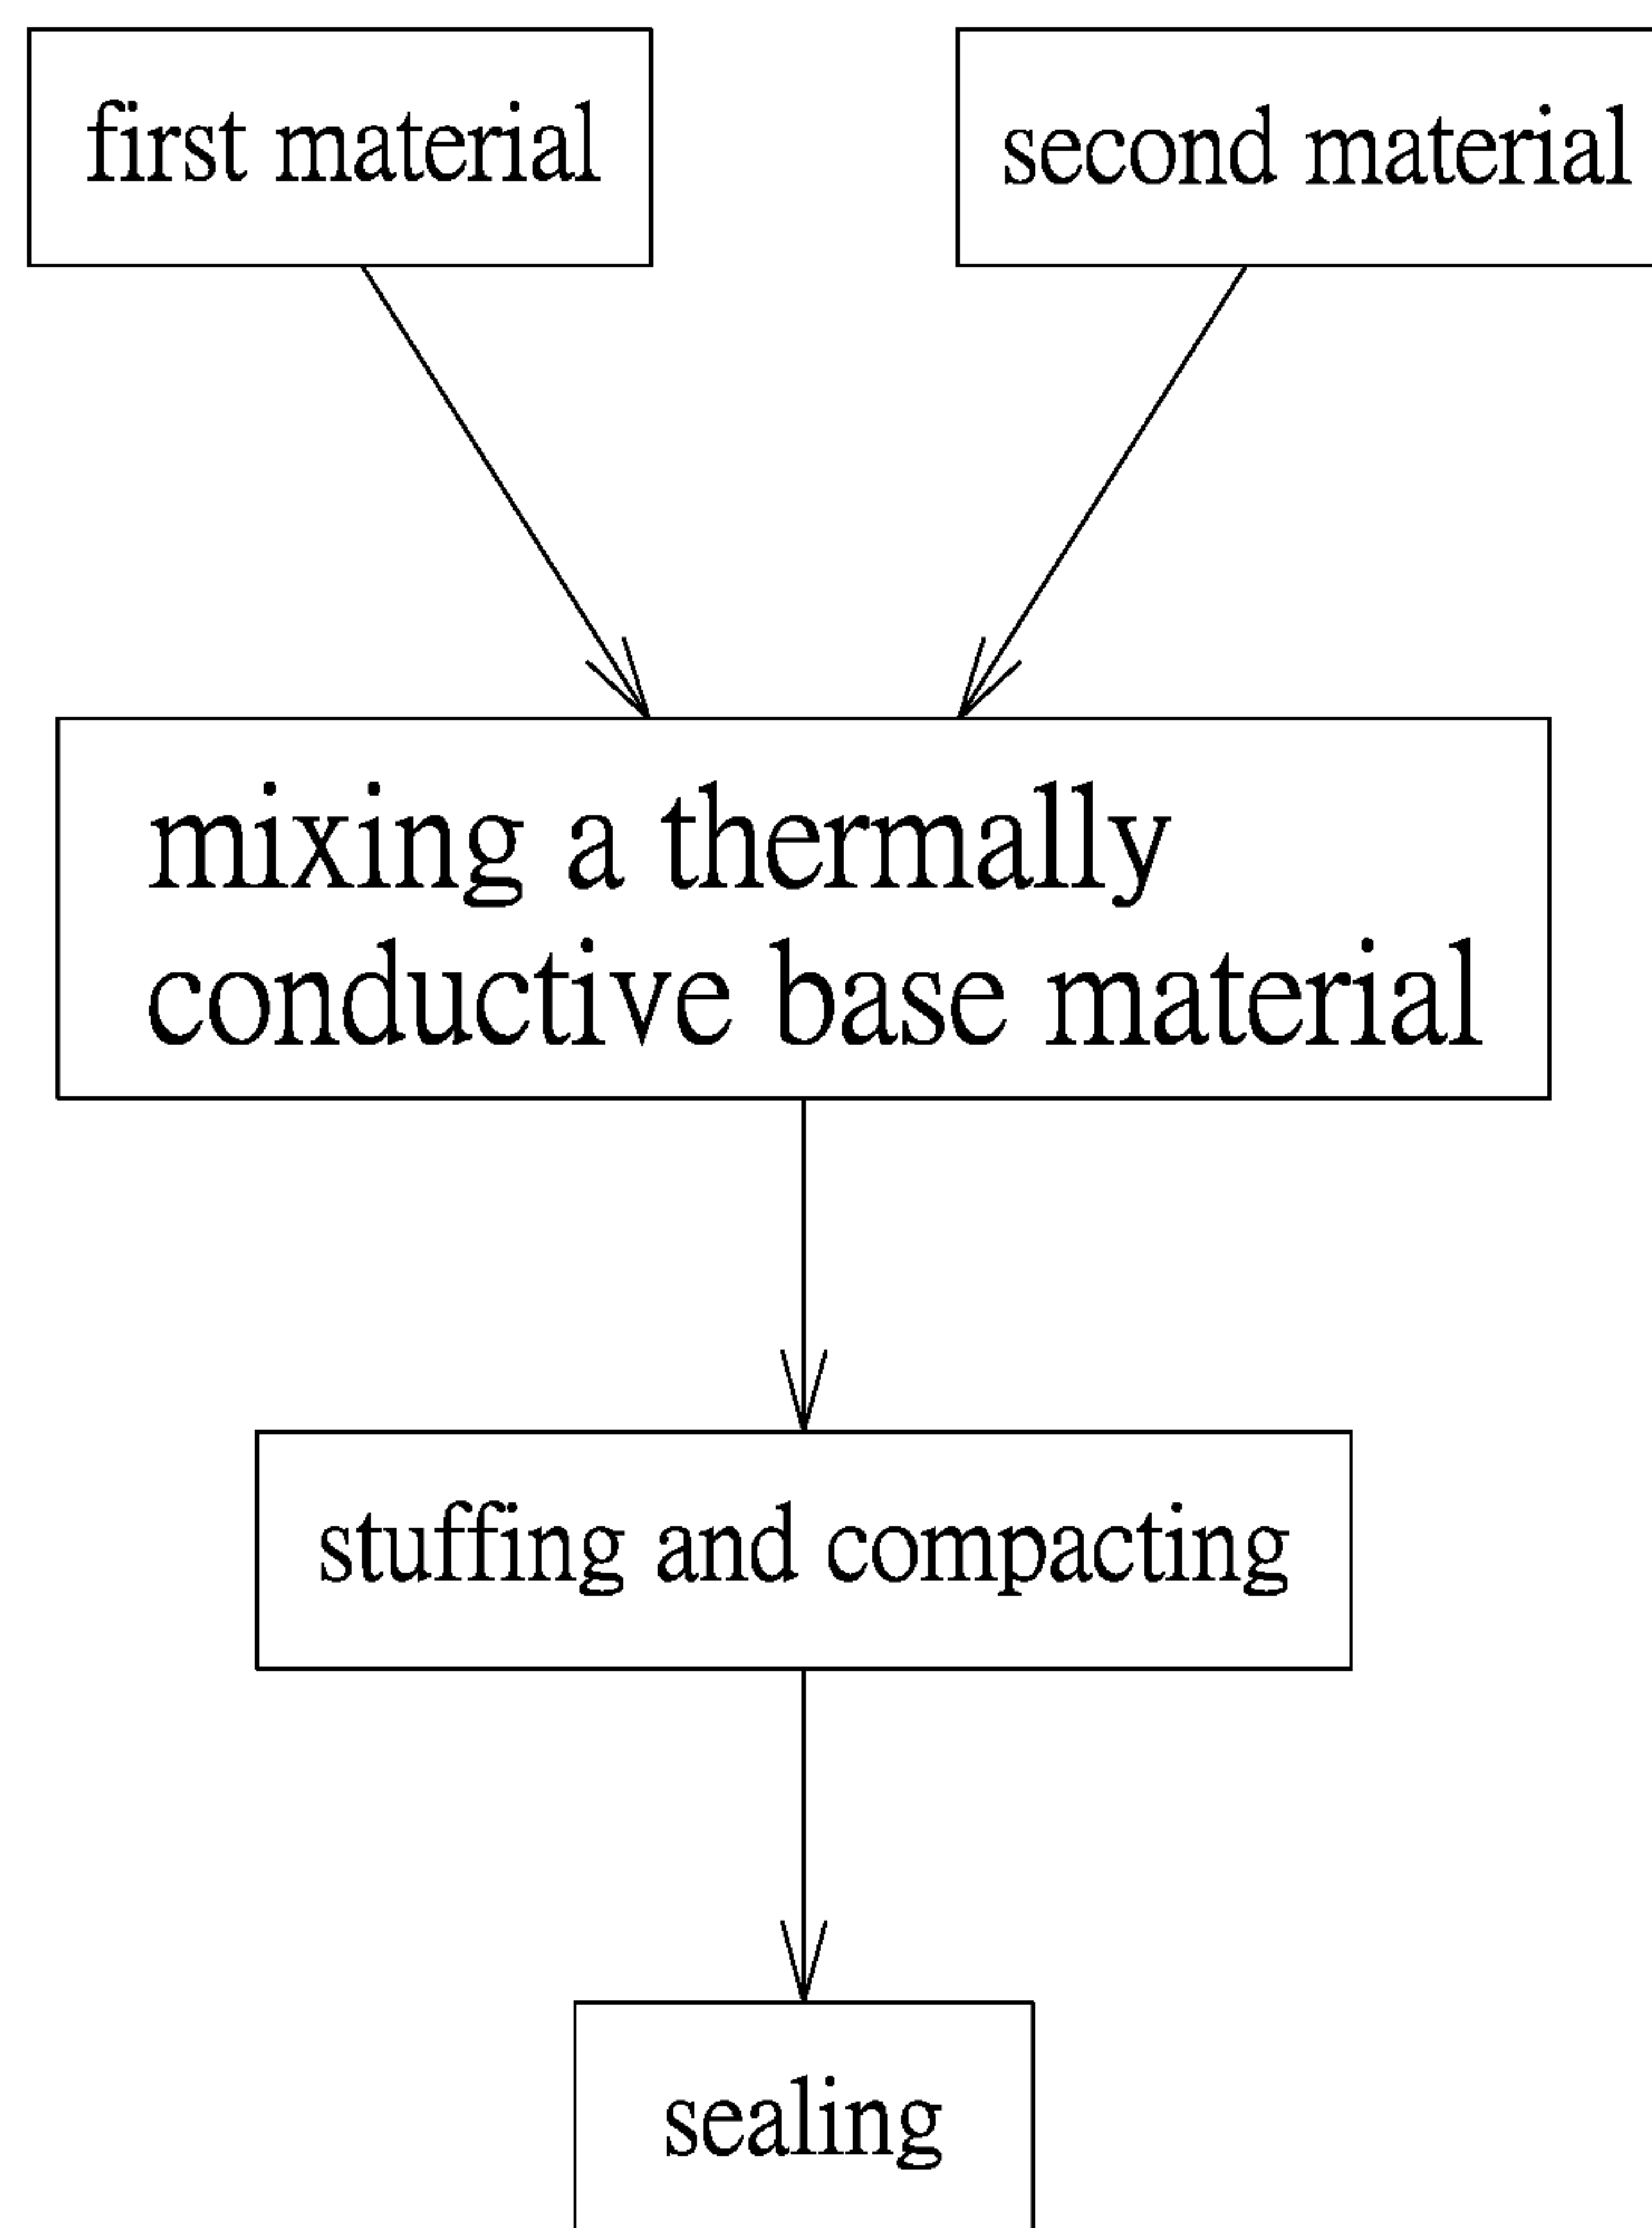 first material
second material
mixing a thermally
conductive base material
stuffing and compacting
sealing